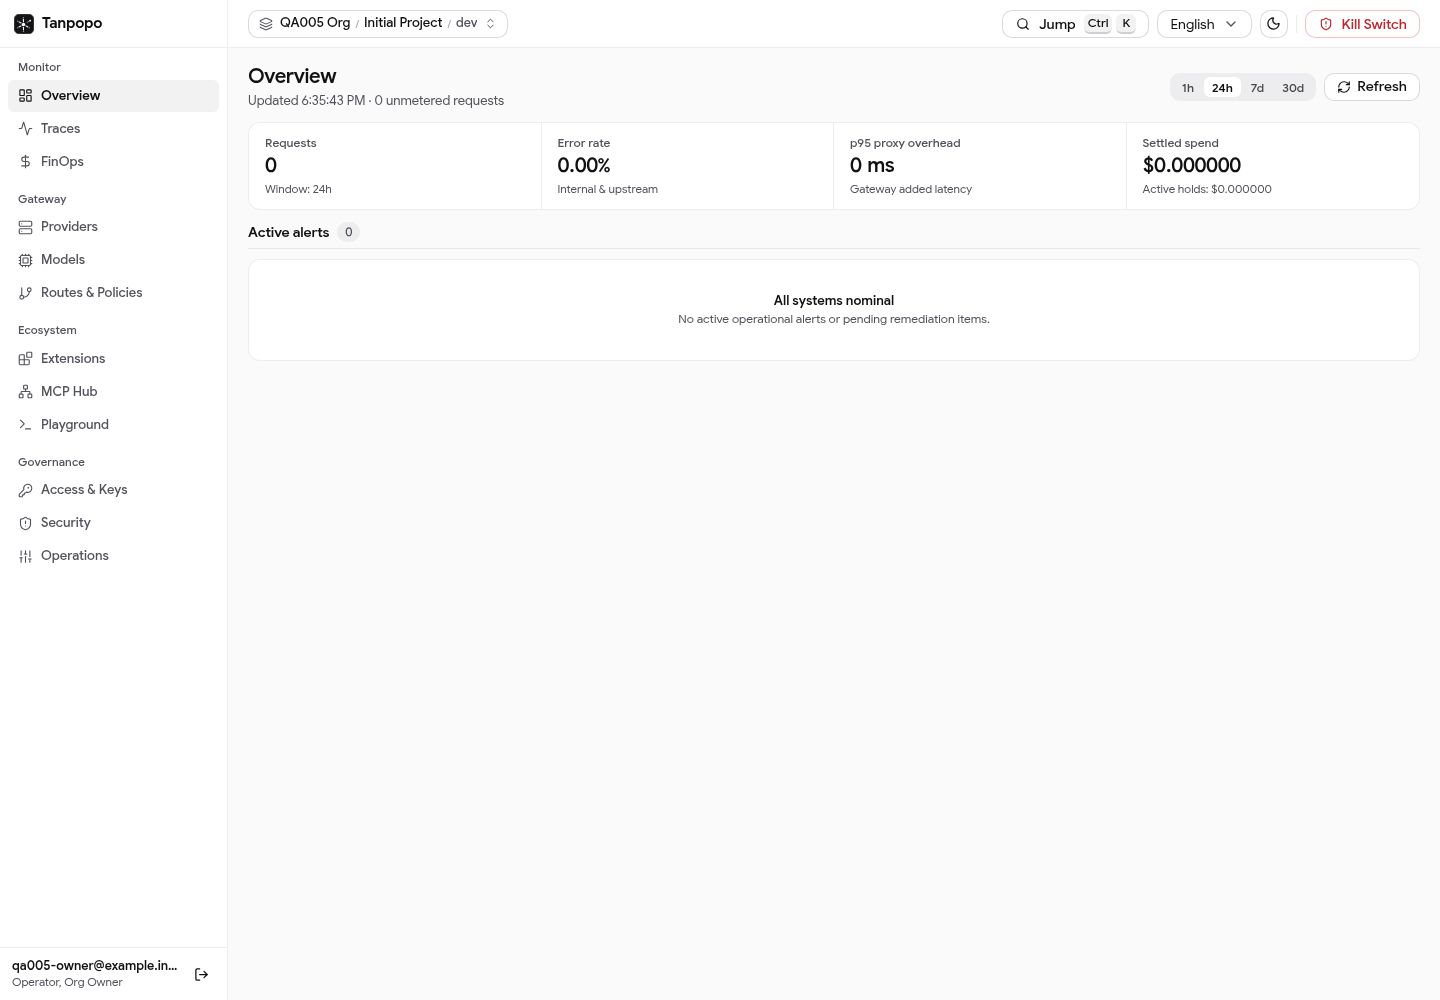 Tanpopo
QA005 Org / Initial Project / dev
Jump Ctrl K
English
Kill Switch
Monitor
Overview
Traces
FinOps
Gateway
Providers
Models
Routes & Policies
Ecosystem
Extensions
MCP Hub
Playground
Governance
Access & Keys
Security
Operations
qa005-owner@example.in...
Operator, Org Owner
Overview
Updated 6:35:43 PM · 0 unmetered requests
1h 24h 7d 30d
Refresh
Requests
0
Window: 24h
Error rate
0.00%
Internal & upstream
p95 proxy overhead
0 ms
Gateway added latency
Settled spend
$0.000000
Active holds: $0.000000
Active alerts 0
All systems nominal
No active operational alerts or pending remediation items.